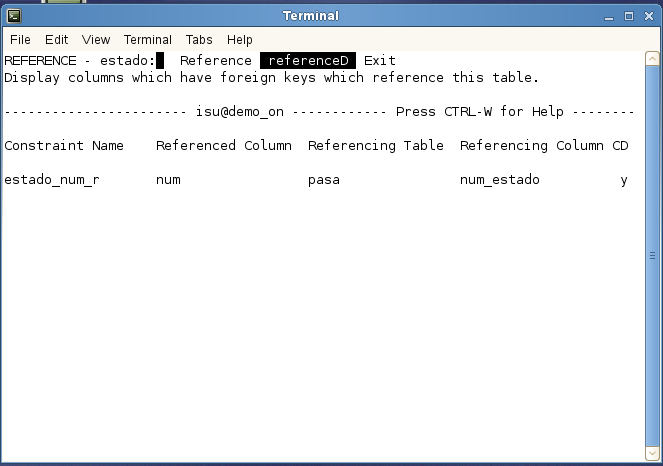 Terminal
File Edit View Terminal Tabs Help
REFERENCE - estado: Reference referenceD Exit
Display columns which have foreign keys which reference this table.
----------------------- isu@demo_on ------------ Press CTRL-W for Help --------
Constraint Name Referenced Column Referencing Table Referencing Column CD
estado_num_r num pasa num_estado y